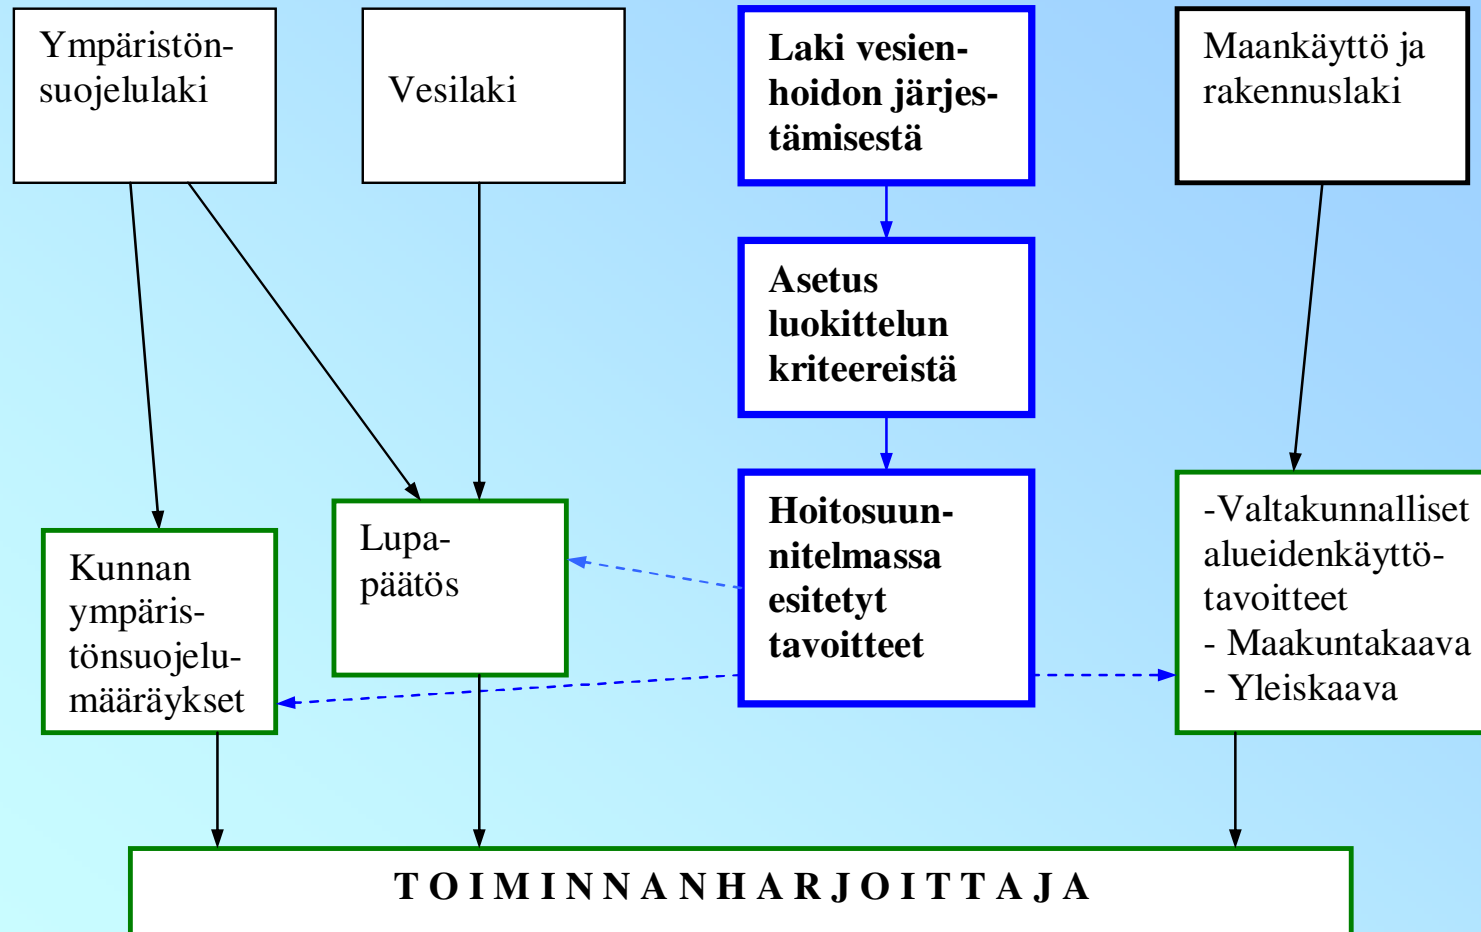 Ympäristön-
suojelulaki
Vesilaki
Laki vesien-
hoidon järjes-
tämisestä
Maankäyttö ja
rakennuslaki
Asetus
luokittelun
kriteereistä
Kunnan
ympäris-
tönsuojelu-
määräykset
Lupa-
päätös
Hoitosuun-
nitelmassa
esitetyt
tavoitteet
-Valtakunnalliset
alueidenkäyttö-
tavoitteet
- Maakuntakaava
- Yleiskaava
T O I M I N N A N H A R J O I T T A J A